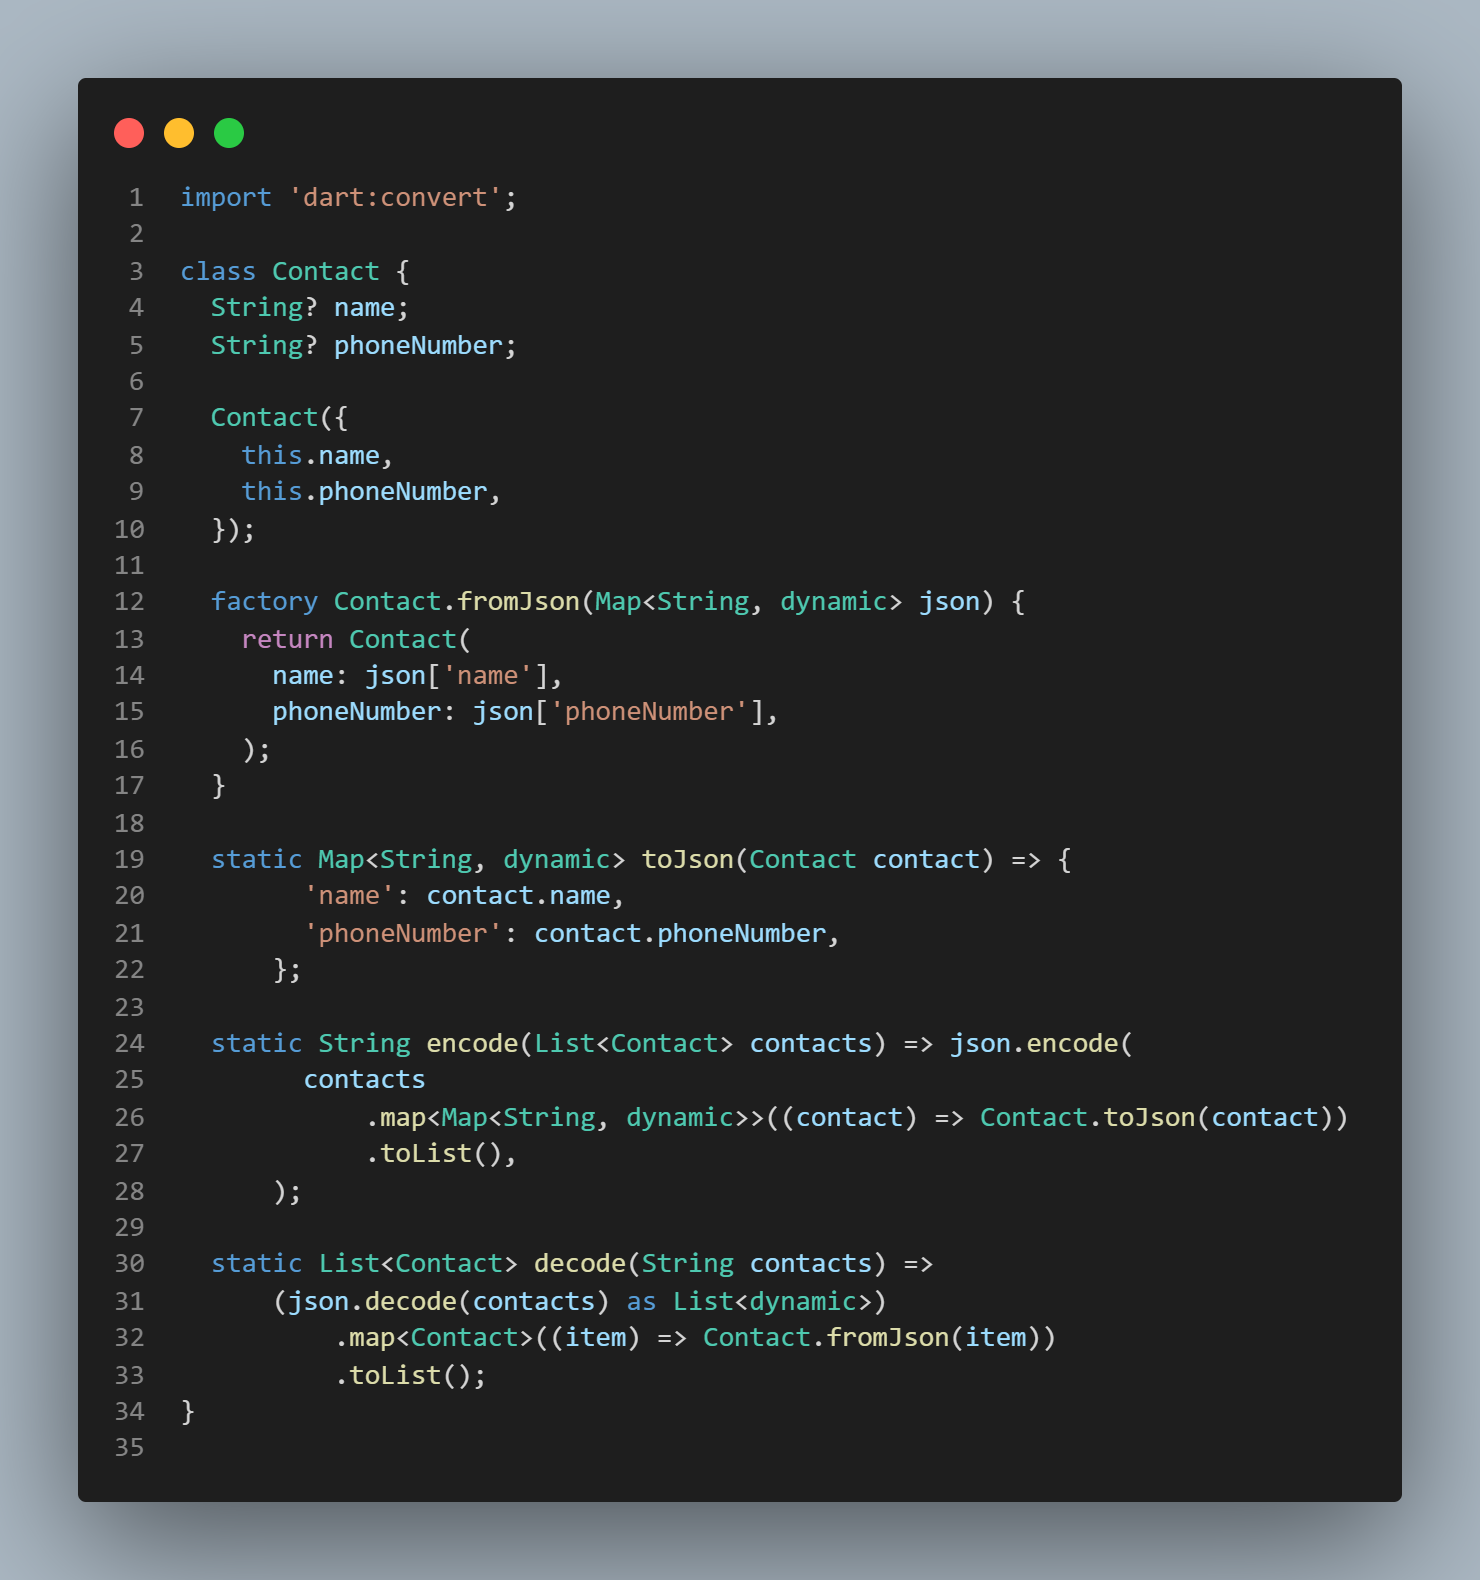 1 import 'dart:convert';
2
3 class Contact {
4   String? name;
5   String? phoneNumber;
6
7   Contact({
8     this.name,
9     this.phoneNumber,
10   });
11
12   factory Contact.fromJson(Map<String, dynamic> json) {
13     return Contact(
14       name: json['name'],
15       phoneNumber: json['phoneNumber'],
16     );
17   }
18
19   static Map<String, dynamic> toJson(Contact contact) => {
20         'name': contact.name,
21         'phoneNumber': contact.phoneNumber,
22       };
23
24   static String encode(List<Contact> contacts) => json.encode(
25         contacts
26             .map<Map<String, dynamic>>((contact) => Contact.toJson(contact))
27             .toList(),
28       );
29
30   static List<Contact> decode(String contacts) =>
31       (json.decode(contacts) as List<dynamic>)
32           .map<Contact>((item) => Contact.fromJson(item))
33           .toList();
34 }
35